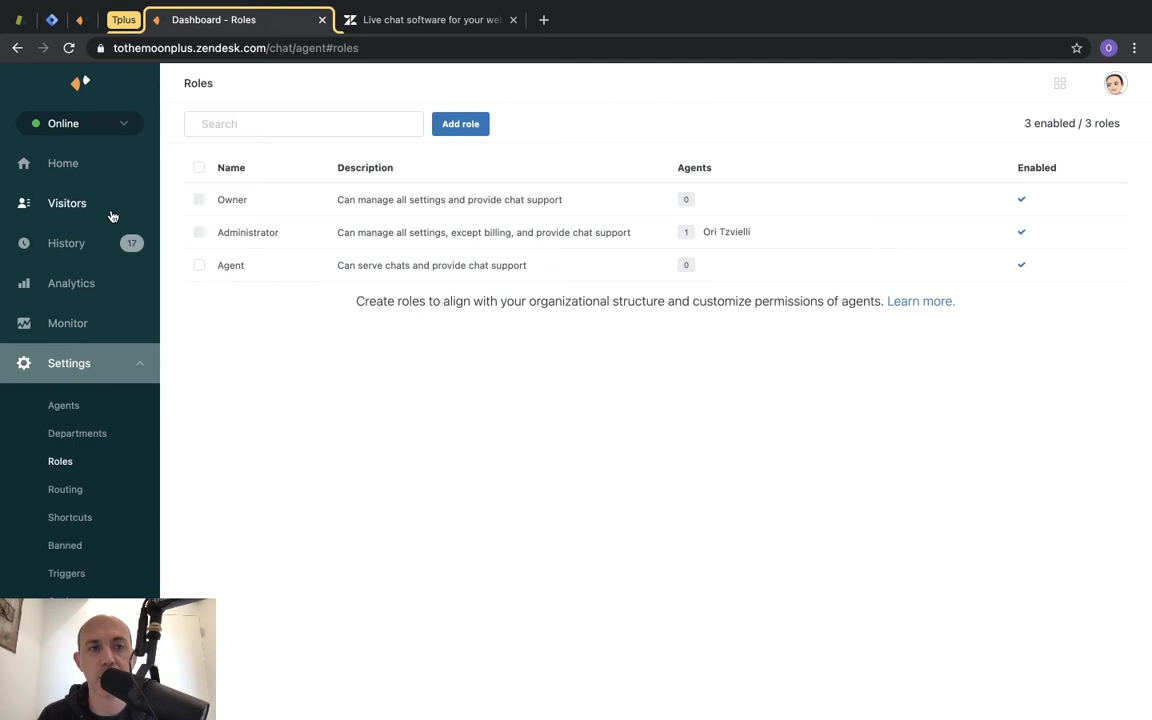 Tplus
Dashboard - Roles
Live chat software for your we
tothemoonplus.zendesk.com/chat/agent#roles
O
Roles
Online
Search
Add role
3 enabled / 3 roles
Home
Name Description Agents Enabled
Visitors
Owner Can manage all settings and provide chat support 0
Administrator Can manage all settings, except billing, and provide chat support 1 Ori Tzvielli
History 17
Agent Can serve chats and provide chat support 0
Analytics
Create roles to align with your organizational structure and customize permissions of agents. Learn more.
Monitor
Settings
Agents
Departments
Roles
Routing
Shortcuts
Banned
Triggers